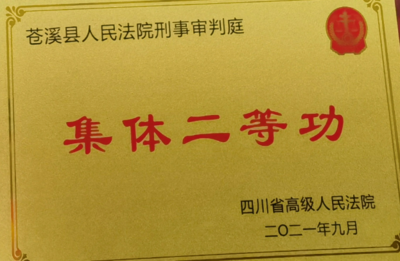 苍溪县人民法院刑事审判庭
集体二等功
四川省高级人民法院
二〇二一年九月